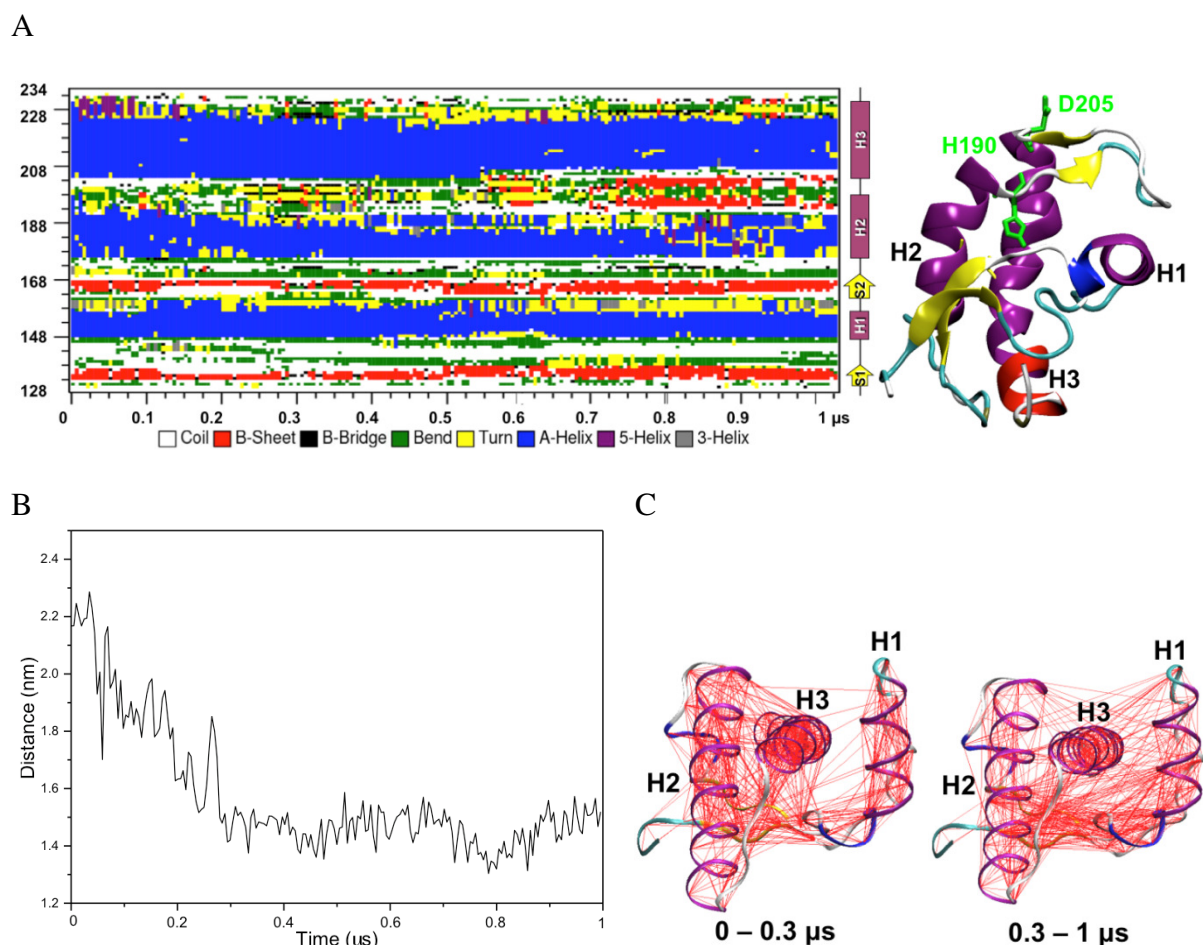 A
234
228
208
188
168
148
128
0 0.1 0.2 0.3 0.4 0.5 0.6 0.7 0.8 0.9 1 µs
Coil B-Sheet B-Bridge Bend Turn A-Helix 5-Helix 3-Helix
H3
H2
S2
H1
S1
D205
H190
H2
H1
H3
B
2.4
2.2
2.0
1.8
1.6
1.4
1.2
Distance (nm)
0 0.2 0.4 0.6 0.8 1
Time (us)
C
H1
H3
H2
0 – 0.3 µs
H1
H3
H2
0.3 – 1 µs